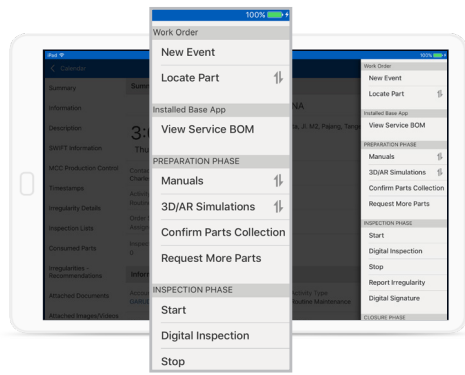 100%
Work Order
New Event
Locate Part
Installed Base App
View Service BOM
PREPARATION PHASE
Manuals
3D/AR Simulations
Confirm Parts Collection
Request More Parts
INSPECTION PHASE
Start
Digital Inspection
Stop
iPad
100%
Calendar
Summary
Information
Description
SWIFT Information
MCC Production Control
Timestamps
Irregularity Details
Inspection Lists
Consumed Parts
Irregularities -
Recommendations
Attached Documents
Attached Images/Videos
Work Order
New Event
Locate Part
Installed Base App
View Service BOM
PREPARATION PHASE
Manuals
3D/AR Simulations
Confirm Parts Collection
Request More Parts
INSPECTION PHASE
Start
Digital Inspection
Stop
Report Irregularity
Digital Signature
CLOSURE PHASE
Routine Maintenance